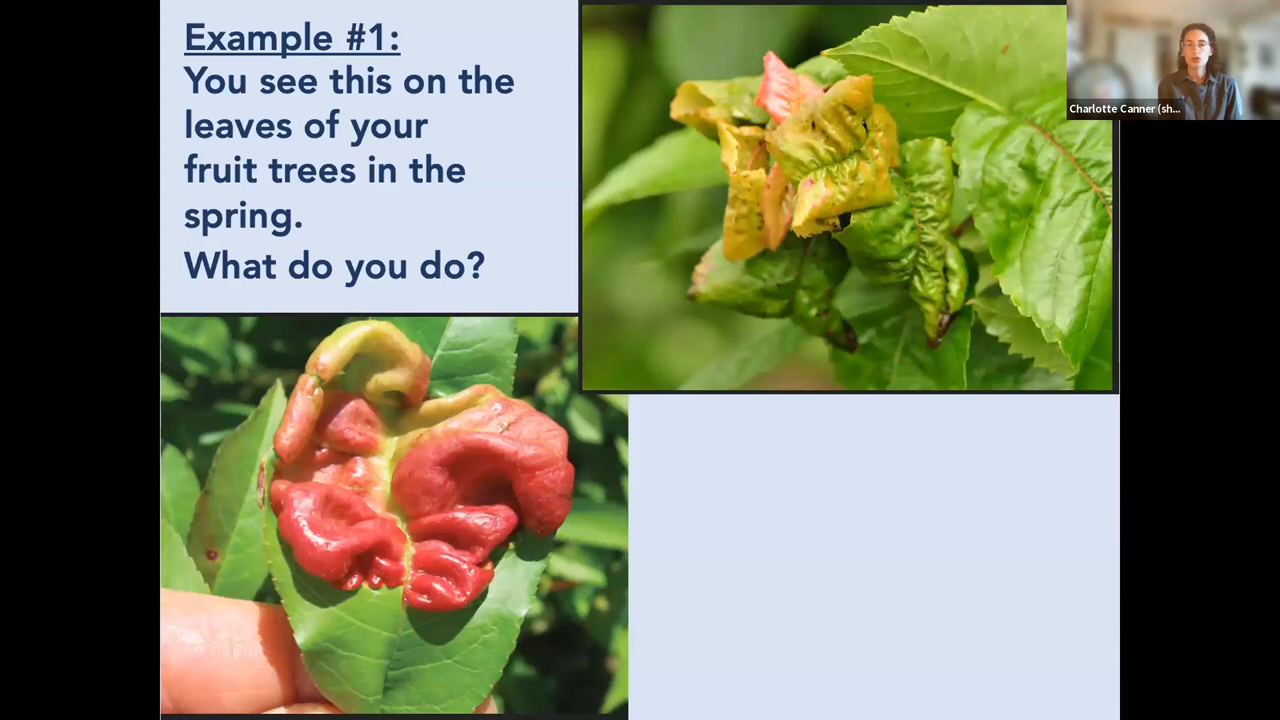 Example #1:
You see this on the
leaves of your
fruit trees in the
spring.
What do you do?
Charlotte Canner (sh...